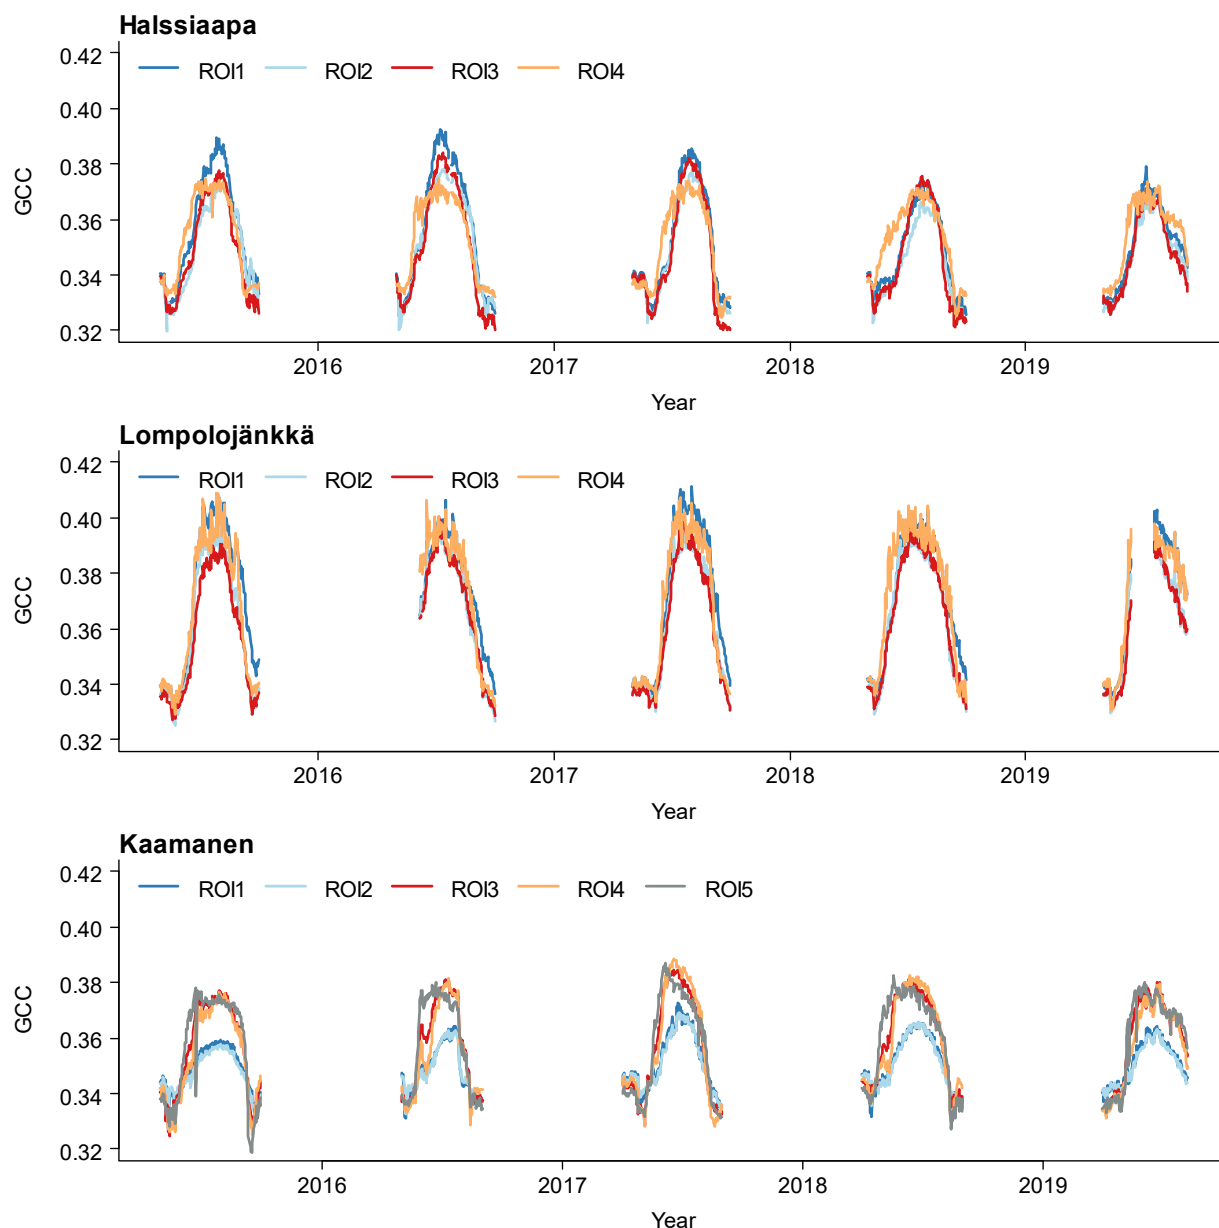 Halssiaapa
0.42
ROI1 ROI2 ROI3 ROI4
0.40
0.38
GCC
0.36
0.34
0.32
2016 2017 2018 2019
Year
Lompolojänkkä
0.42
ROI1 ROI2 ROI3 ROI4
0.40
0.38
GCC
0.36
0.34
0.32
2016 2017 2018 2019
Year
Kaamanen
0.42
ROI1 ROI2 ROI3 ROI4 ROI5
0.40
0.38
GCC
0.36
0.34
0.32
2016 2017 2018 2019
Year